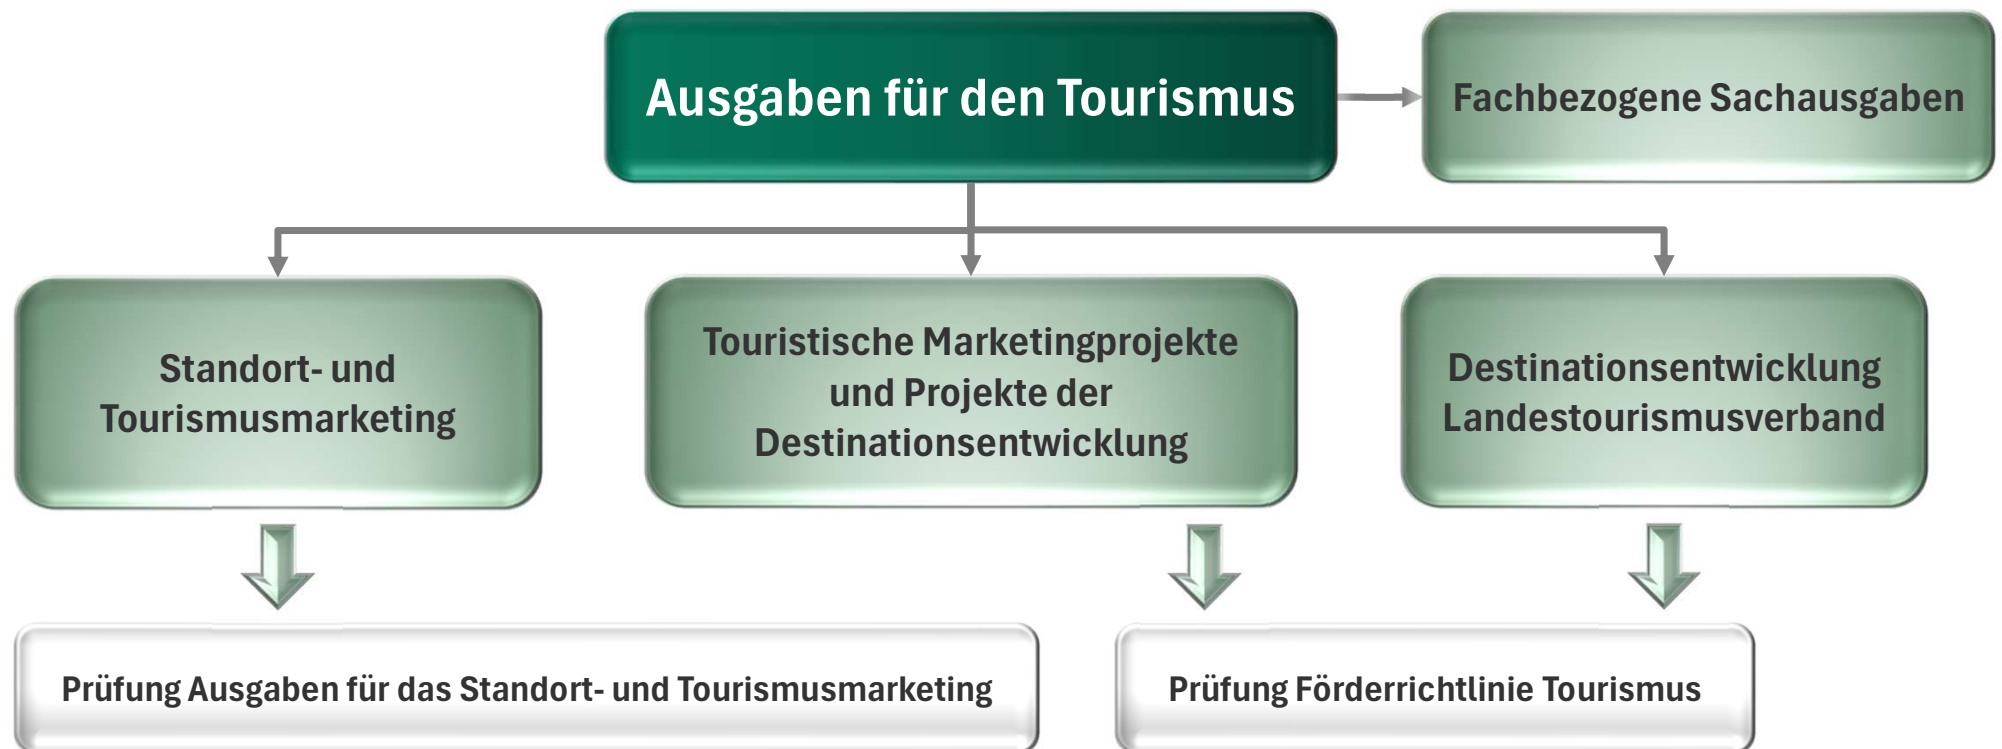 Ausgaben für den Tourismus
Fachbezogene Sachausgaben
Standort- und
Tourismusmarketing
Touristische Marketingprojekte
und Projekte der
Destinationsentwicklung
Destinationsentwicklung
Landestourismusverband
Prüfung Ausgaben für das Standort- und Tourismusmarketing
Prüfung Förderrichtlinie Tourismus